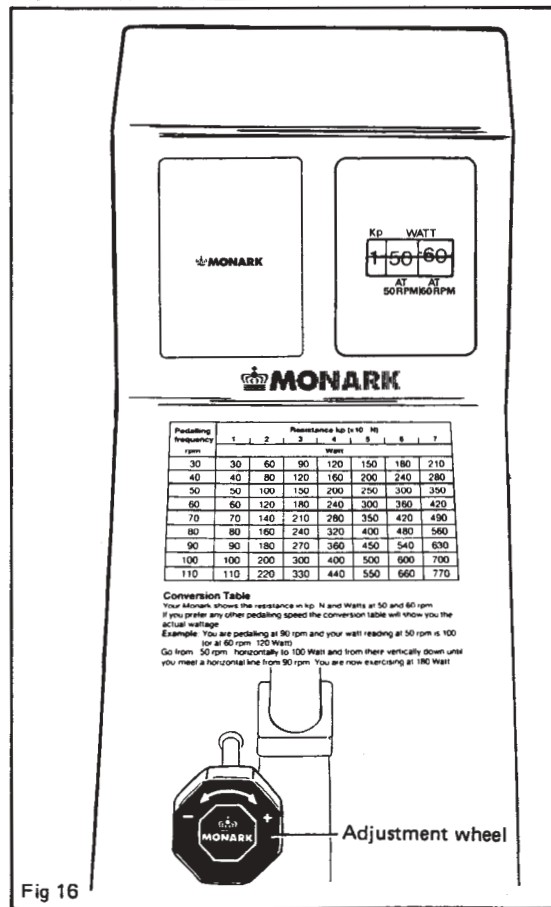 MONARK
Kp WATT
1 50 60
AT AT
50RPM 60RPM
MONARK
Pedalling frequency Resistance kp (x10 N)
1 2 3 4 5 6 7
rpm Watt
30 30 60 90 120 150 180 210
40 40 80 120 160 200 240 280
50 50 100 150 200 250 300 350
60 60 120 180 240 300 360 420
70 70 140 210 280 350 420 490
80 80 160 240 320 400 480 560
90 90 180 270 360 450 540 630
100 100 200 300 400 500 600 700
110 110 220 330 440 550 660 770
Conversion Table
Your Monark shows the resistance in kp N and Watts at 50 and 60 rpm
If you prefer any other pedalling speed the conversion table will show you the
actual wattage
Example You are pedalling at 90 rpm and your watt reading at 50 rpm is 100
(or at 60 rpm 120 Watt)
Go from 50 rpm horizontally to 100 Watt and from there vertically down until
you meet a horizontal line from 90 rpm You are now exercising at 180 Watt
- +
MONARK
Adjustment wheel
Fig 16